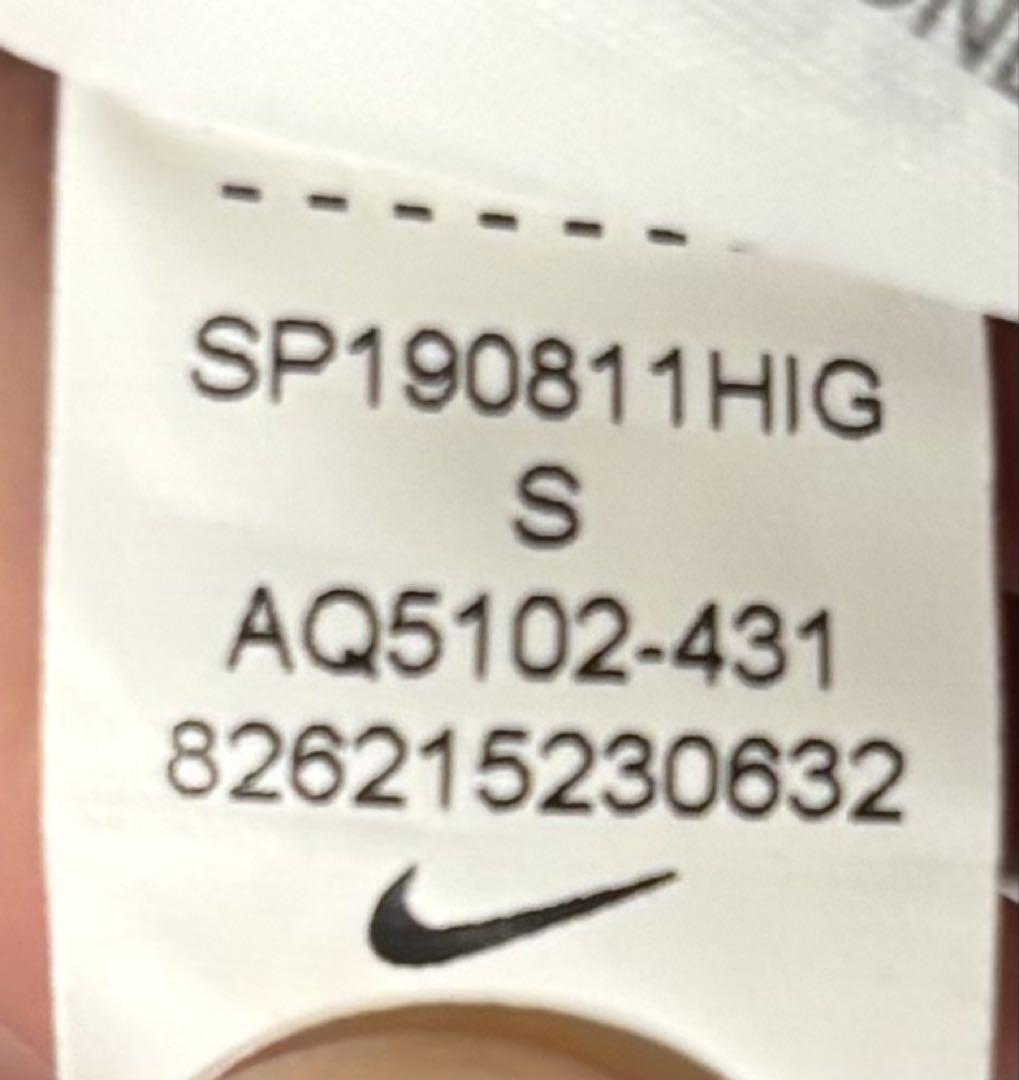 - - - - - -
SP190811HIG
S
AQ5102-431
826215230632